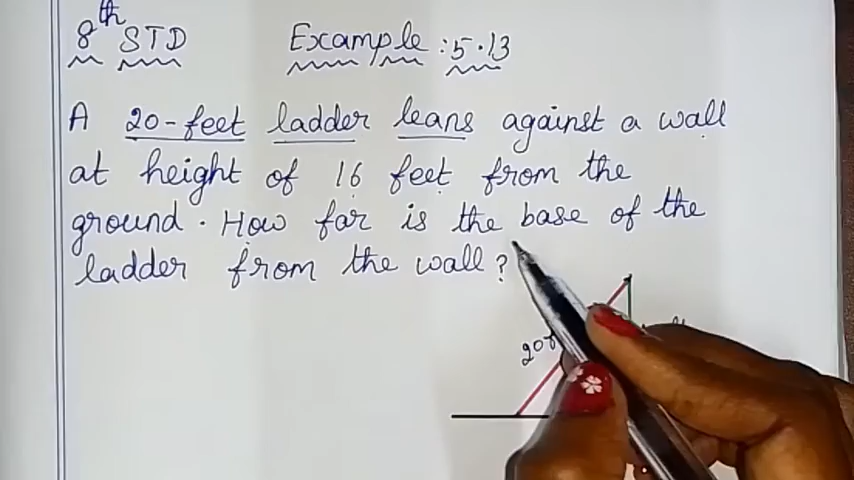 8th STD Example : 5.13
A 20-feet ladder leans against a wall
at height of 16 feet from the
ground. How far is the base of the
ladder from the wall?